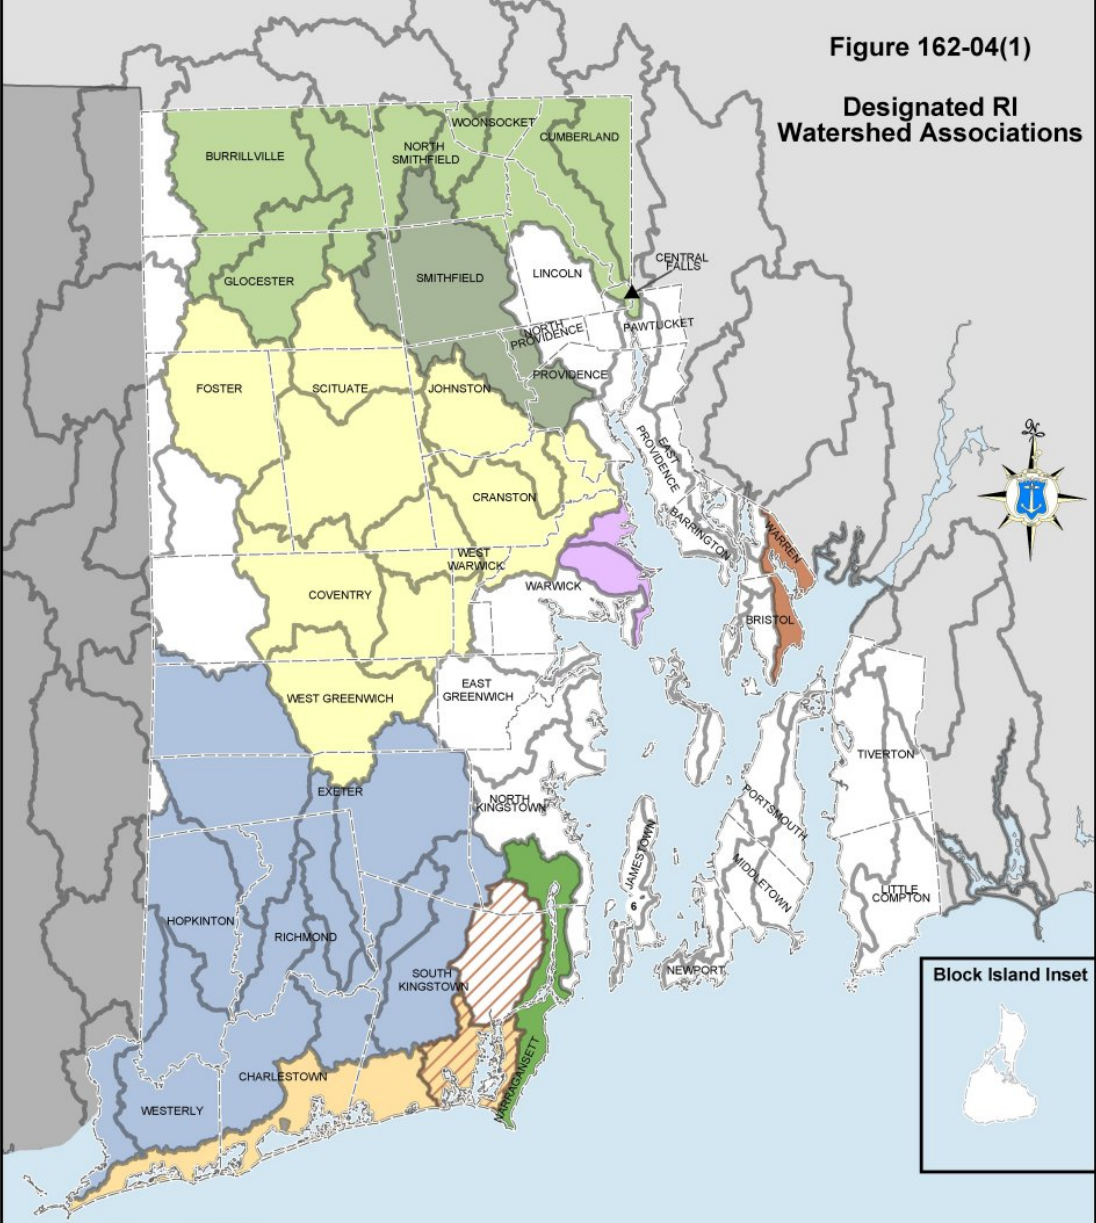 Figure 162-04(1)
Designated RI
Watershed Associations
WOONSOCKET
CUMBERLAND
BURRILLVILLE
NORTH
SMITHFIELD
CENTRAL
FALLS
GLOCESTER
SMITHFIELD
LINCOLN
NORTH
PROVIDENCE
PAWTUCKET
FOSTER
SCITUATE
JOHNSTON
PROVIDENCE
EAST
PROVIDENCE
N
CRANSTON
BARRINGTON
WARREN
WEST
WARWICK
COVENTRY
WARWICK
BRISTOL
WEST GREENWICH
EAST
GREENWICH
TIVERTON
EXETER
NORTH
KINGSTOWN
PORTSMOUTH
JAMESTOWN
MIDDLETOWN
6
LITTLE
COMPTON
HOPKINTON
RICHMOND
SOUTH
KINGSTOWN
NEWPORT
Block Island Inset
NARRAGANSETT
CHARLESTOWN
WESTERLY